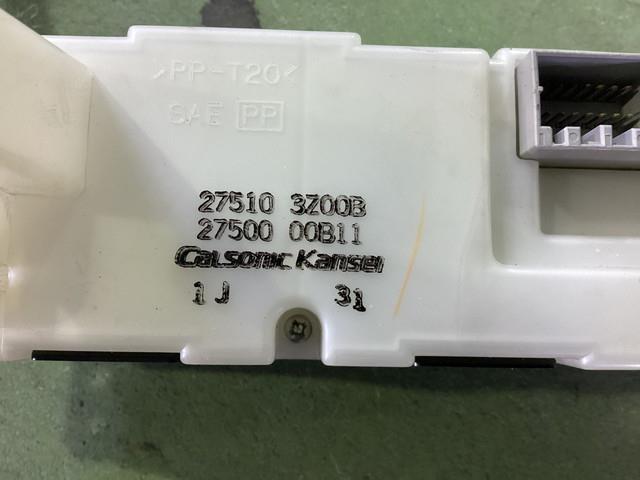 >PP-T20<
SAE PP
27510 3Z00B
27500 00B11
Calsonic Kansei
1J 31